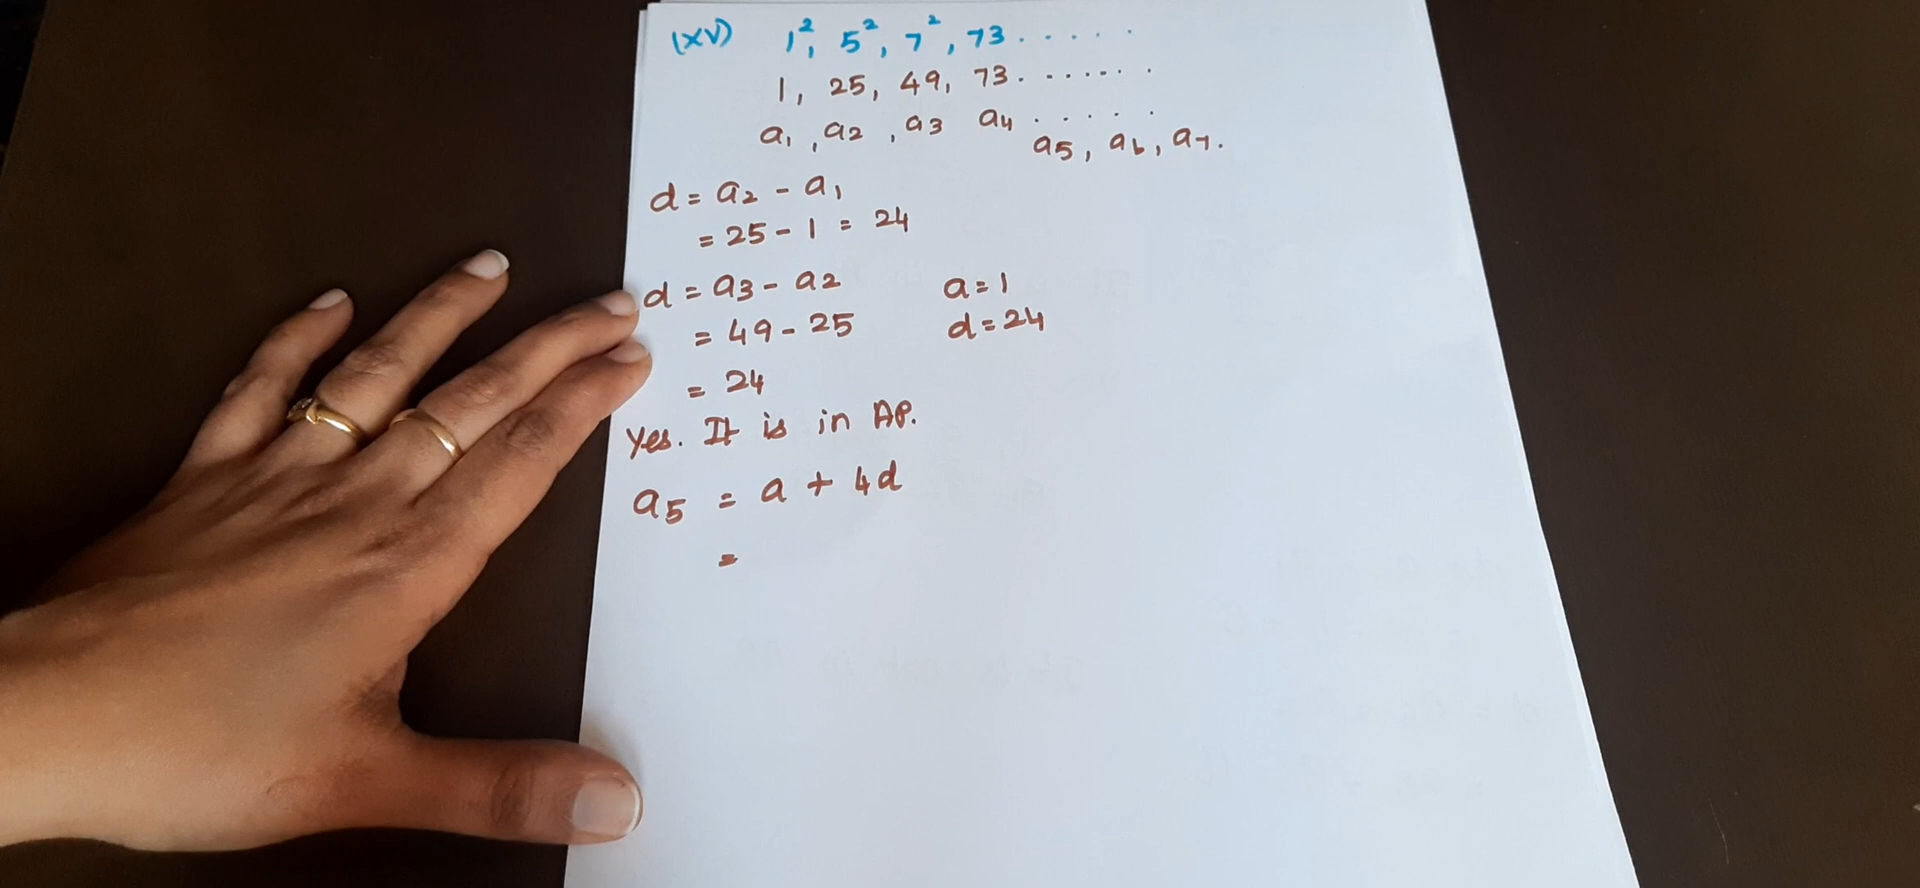 (XV) 1², 5², 7², 73.....
1, 25, 49, 73.......
a₁, a₂, a₃ a₄.....
a₅, a₆, a₇.
d = a₂ - a₁
= 25 - 1 = 24
d = a₃ - a₂
= 49 - 25
= 24
a = 1
d = 24
Yes. It is in AP.
a₅ = a + 4d
=